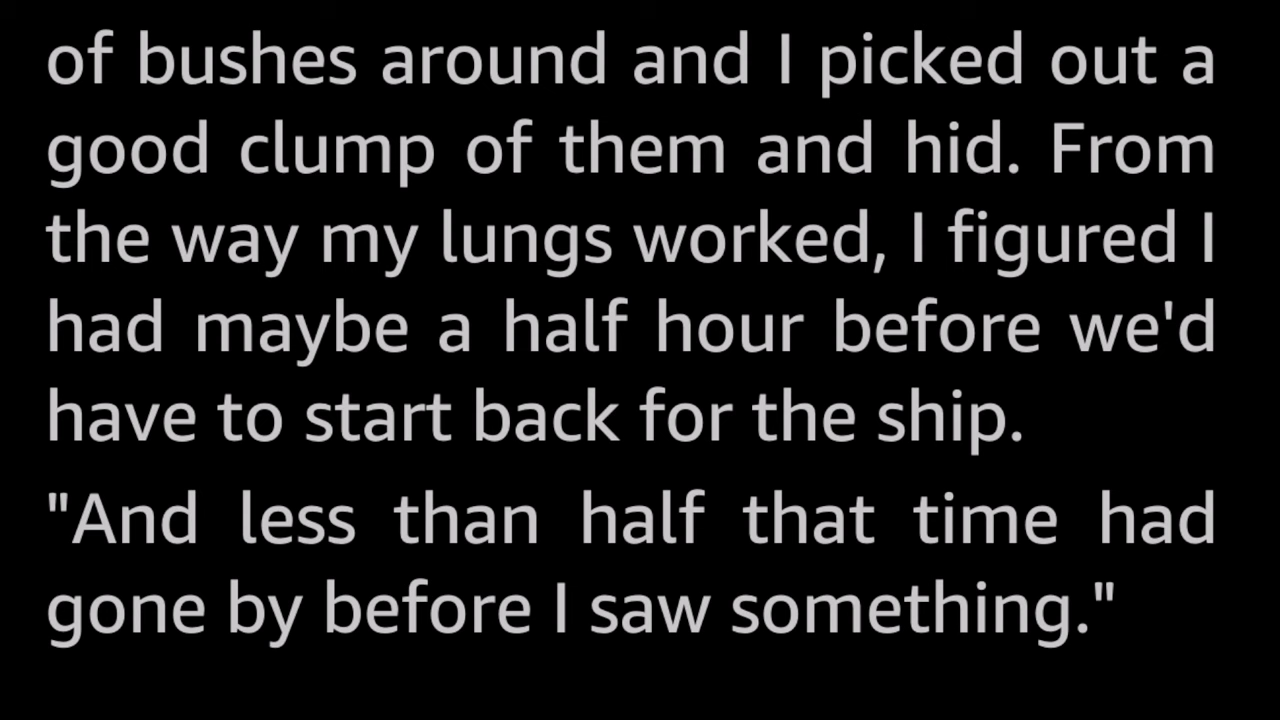 of bushes around and I picked out a
good clump of them and hid. From
the way my lungs worked, I figured I
had maybe a half hour before we'd
have to start back for the ship.
"And less than half that time had
gone by before I saw something."